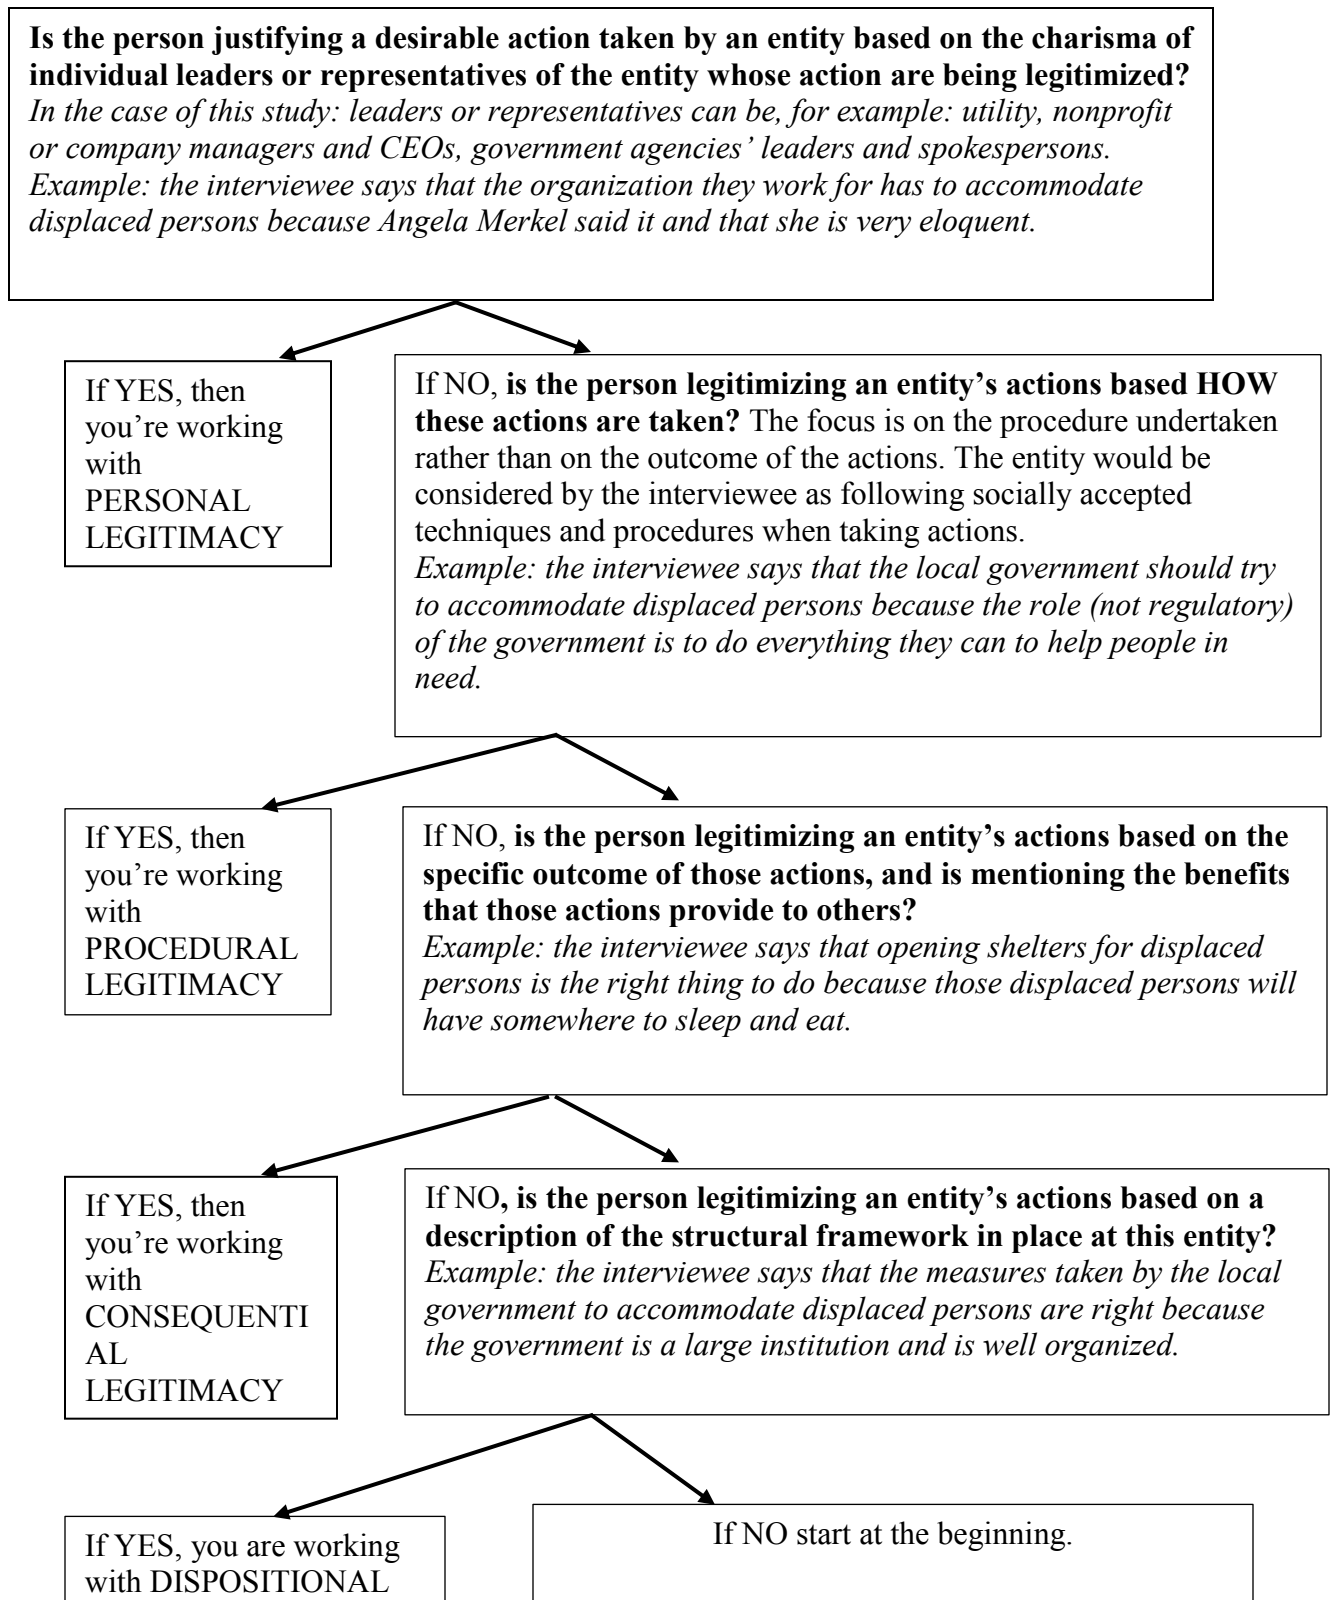 Is the person justifying a desirable action taken by an entity based on the charisma of
individual leaders or representatives of the entity whose action are being legitimized?
In the case of this study: leaders or representatives can be, for example: utility, nonprofit
or company managers and CEOs, government agencies’ leaders and spokespersons.
Example: the interviewee says that the organization they work for has to accommodate
displaced persons because Angela Merkel said it and that she is very eloquent.
If YES, then
you’re working
with
PERSONAL
LEGITIMACY
If NO, is the person legitimizing an entity’s actions based HOW
these actions are taken? The focus is on the procedure undertaken
rather than on the outcome of the actions. The entity would be
considered by the interviewee as following socially accepted
techniques and procedures when taking actions.
Example: the interviewee says that the local government should try
to accommodate displaced persons because the role (not regulatory)
of the government is to do everything they can to help people in
need.
If YES, then
you’re working
with
PROCEDURAL
LEGITIMACY
If NO, is the person legitimizing an entity’s actions based on the
specific outcome of those actions, and is mentioning the benefits
that those actions provide to others?
Example: the interviewee says that opening shelters for displaced
persons is the right thing to do because those displaced persons will
have somewhere to sleep and eat.
If YES, then
you’re working
with
CONSEQUENTI
AL
LEGITIMACY
If NO, is the person legitimizing an entity’s actions based on a
description of the structural framework in place at this entity?
Example: the interviewee says that the measures taken by the local
government to accommodate displaced persons are right because
the government is a large institution and is well organized.
If YES, you are working
with DISPOSITIONAL
If NO start at the beginning.